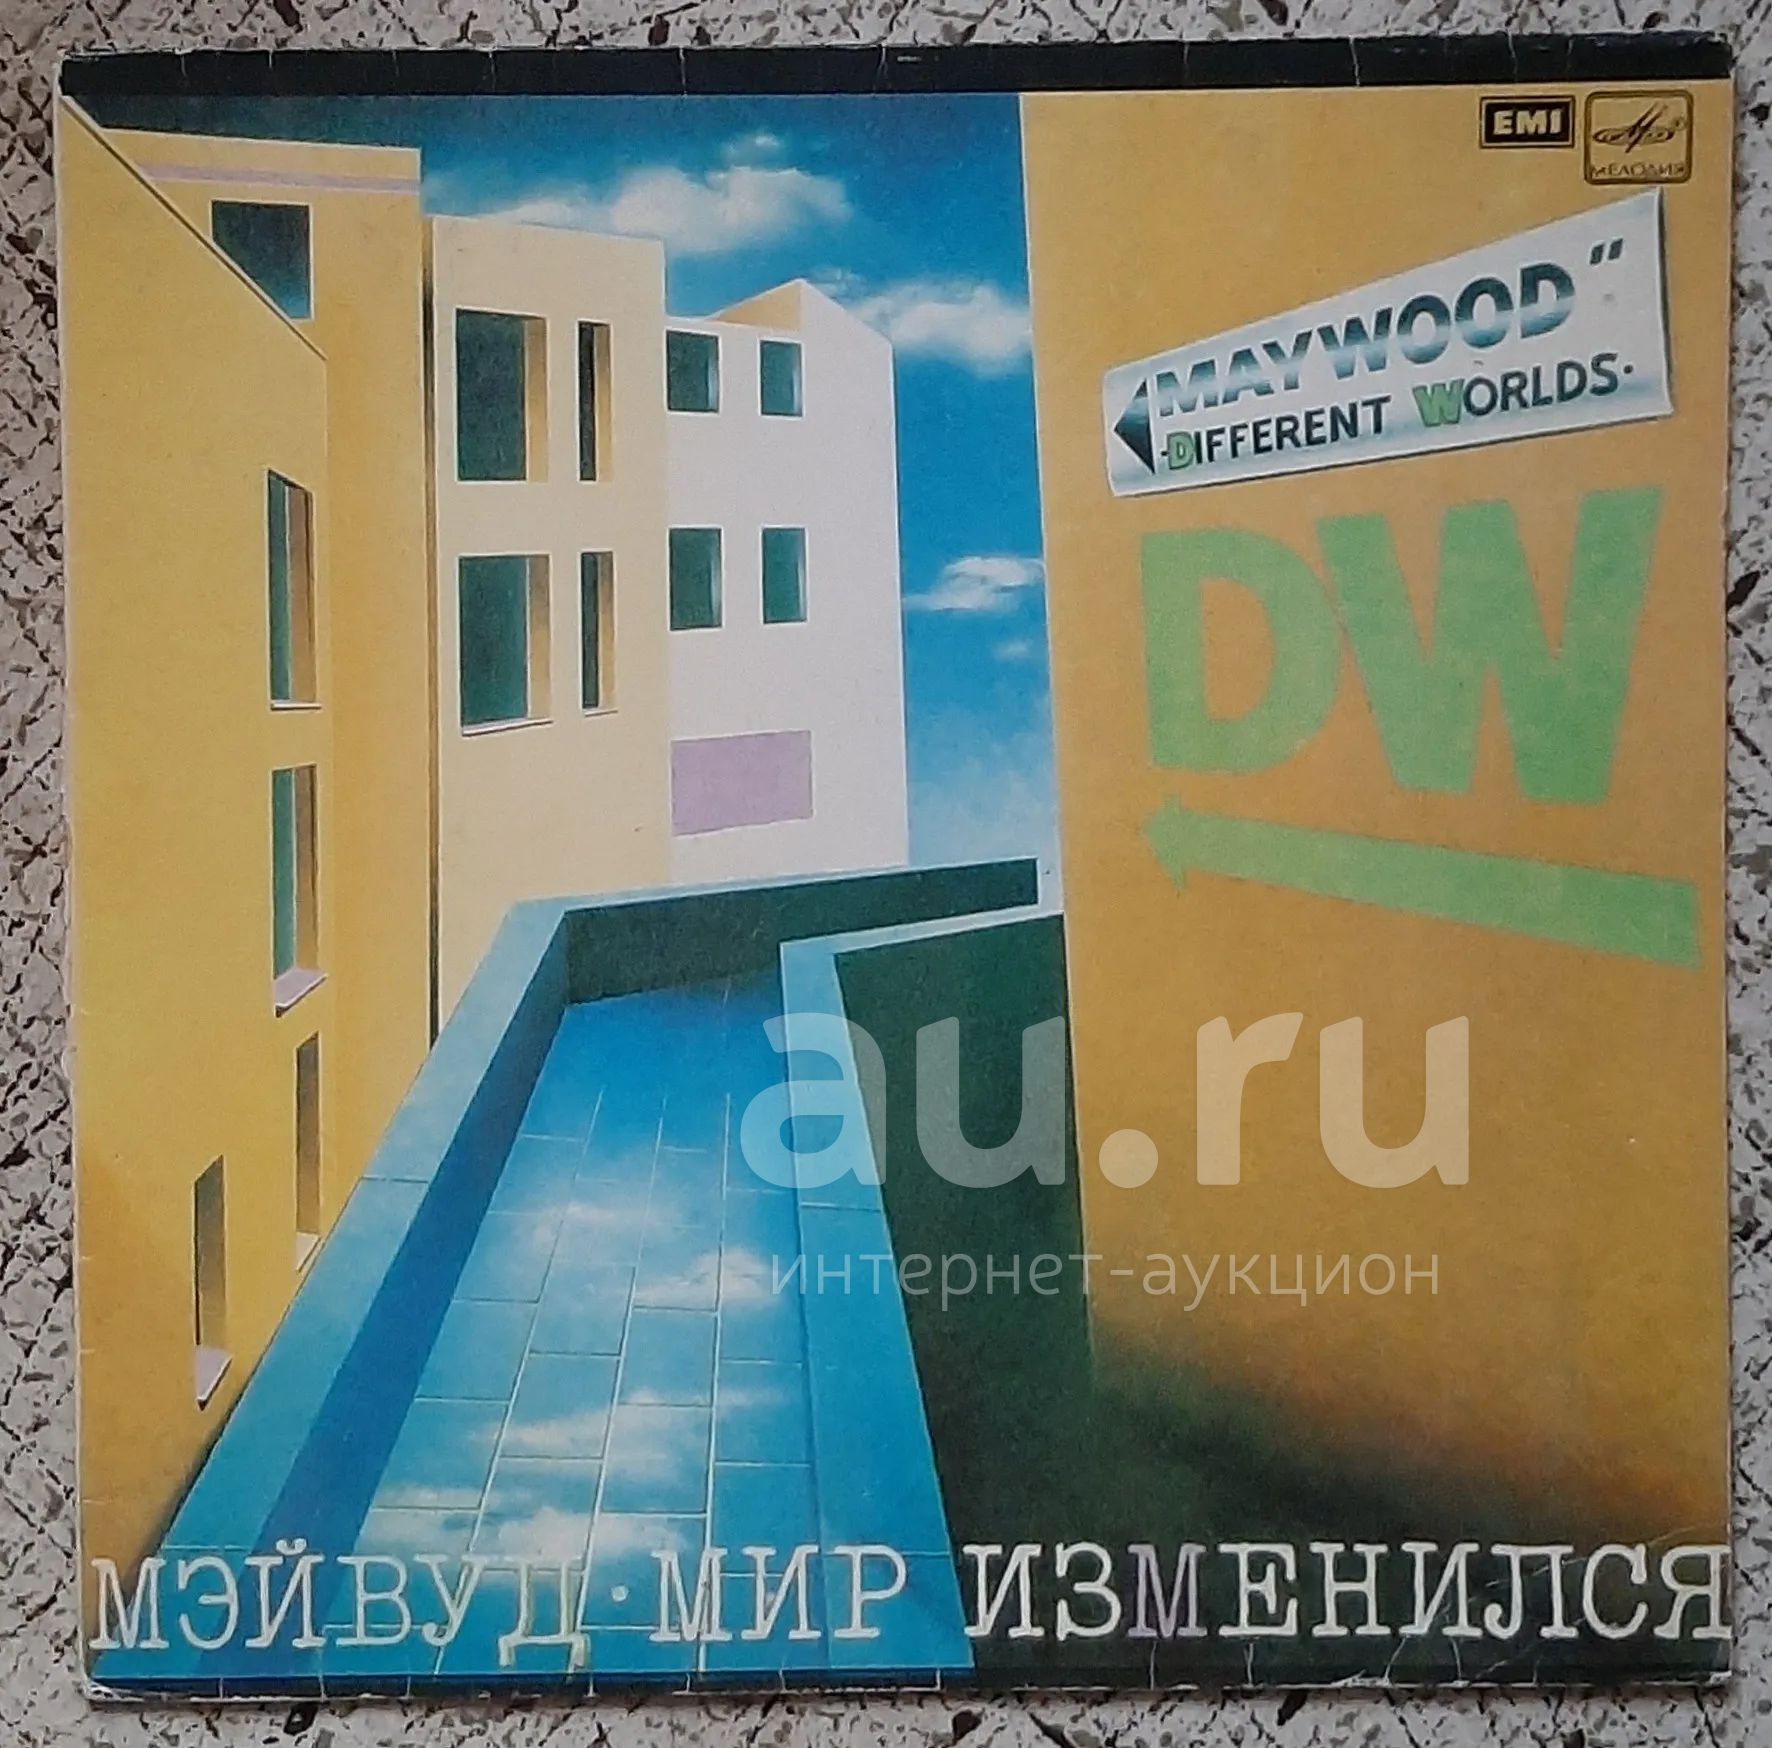 EMI
МЕЛОДИЯ
MAYWOOD"
·DIFFERENT WORLDS·
DW
au.ru
интернет-аукцион
МЭЙВУД · МИР ИЗМЕНИЛСЯ